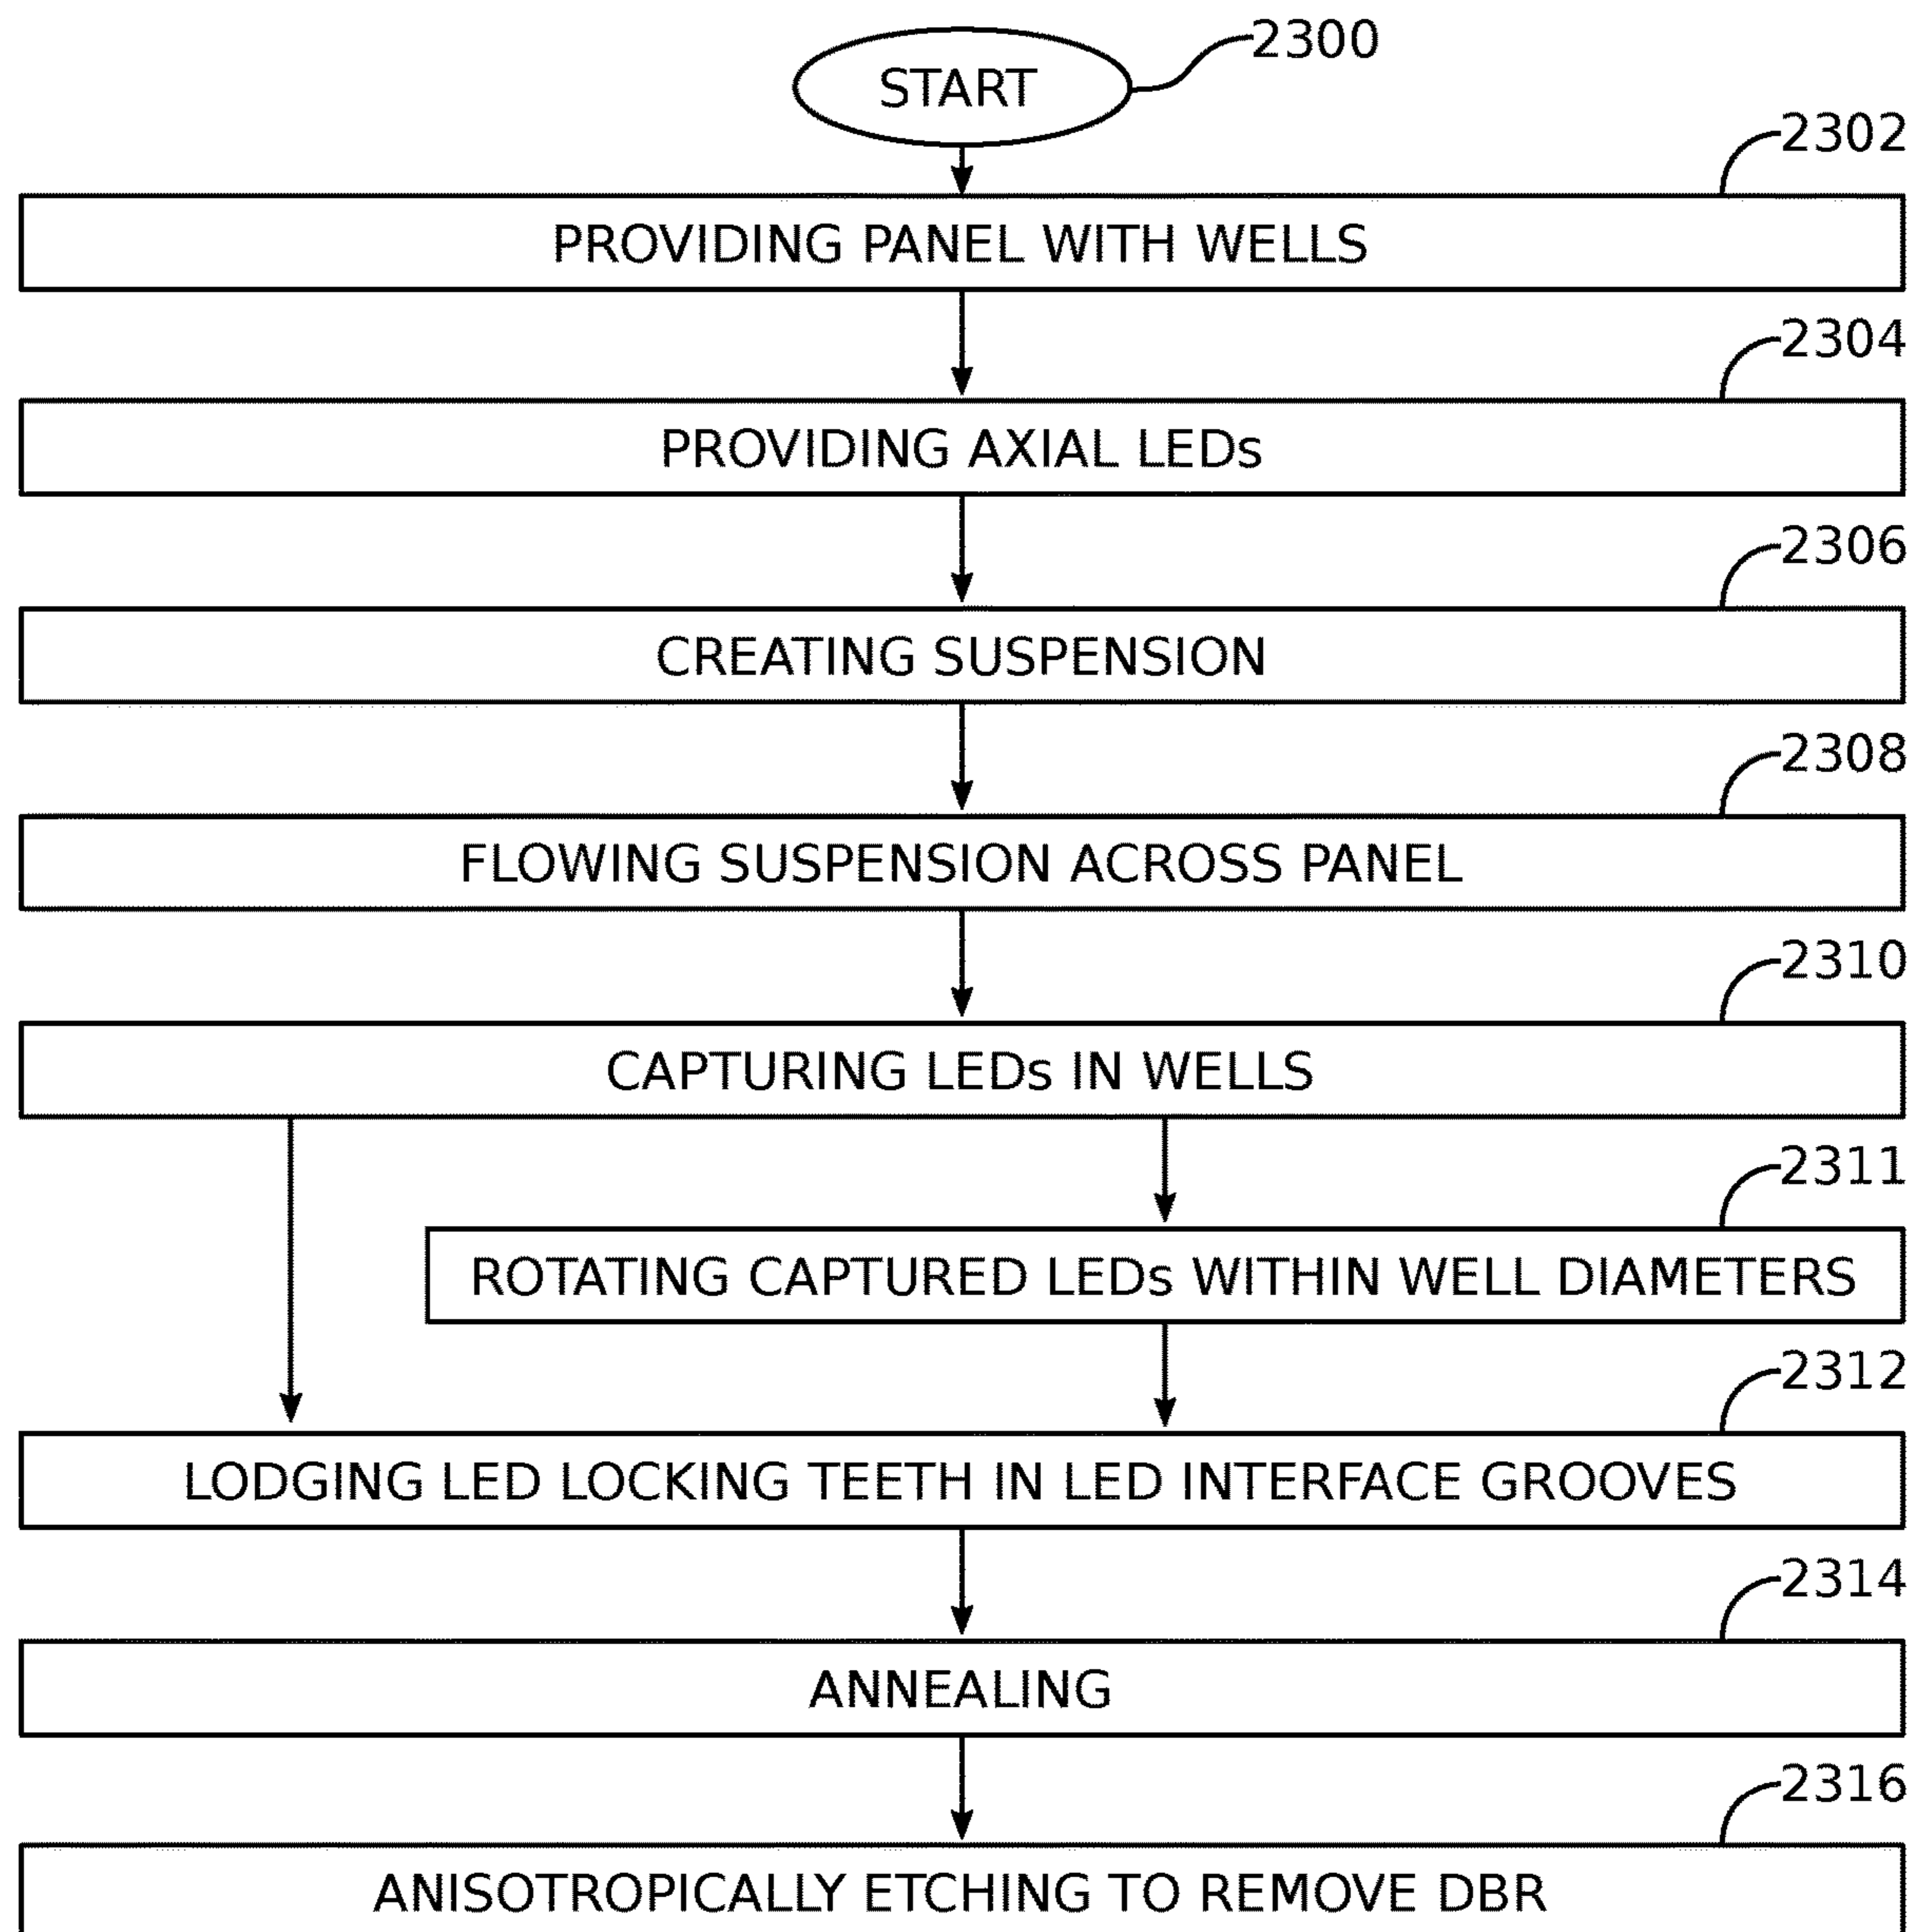 START
2300
2302
PROVIDING PANEL WITH WELLS
2304
PROVIDING AXIAL LEDs
2306
CREATING SUSPENSION
2308
FLOWING SUSPENSION ACROSS PANEL
2310
CAPTURING LEDs IN WELLS
2311
ROTATING CAPTURED LEDs WITHIN WELL DIAMETERS
2312
LODGING LED LOCKING TEETH IN LED INTERFACE GROOVES
2314
ANNEALING
2316
ANISOTROPICALLY ETCHING TO REMOVE DBR